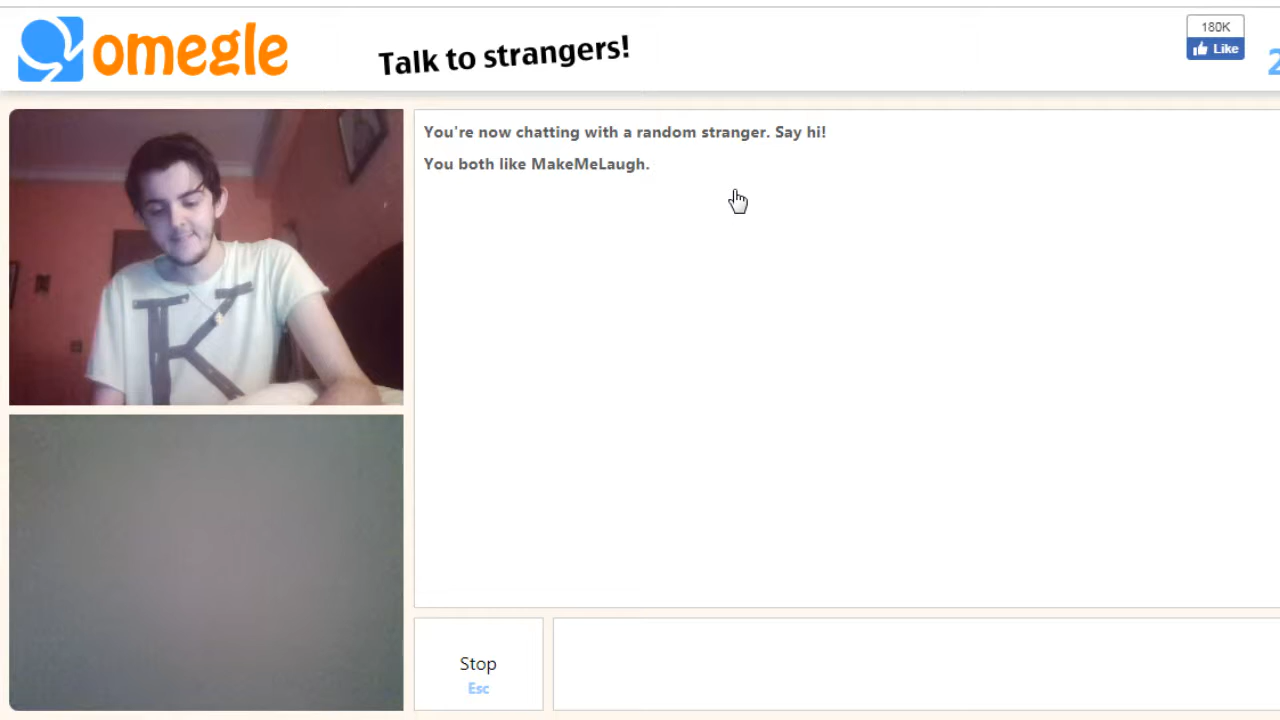 omegle
Talk to strangers!
180K
Like
2
You're now chatting with a random stranger. Say hi!
You both like MakeMeLaugh.
K
Stop
Esc